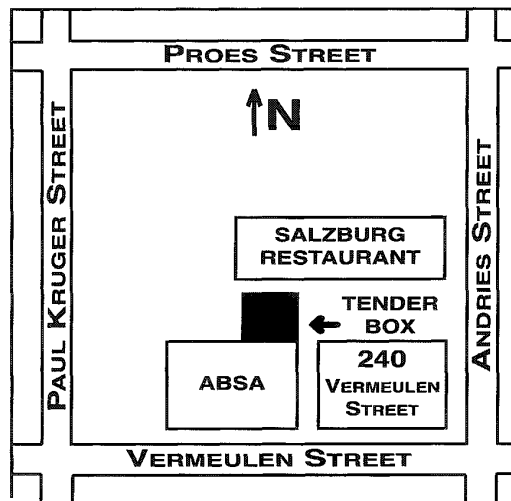 PROES STREET
N
PAUL KRUGER STREET
ANDRIES STREET
SALZBURG
RESTAURANT
TENDER
BOX
ABSA
240
VERMEULEN
STREET
VERMEULEN STREET